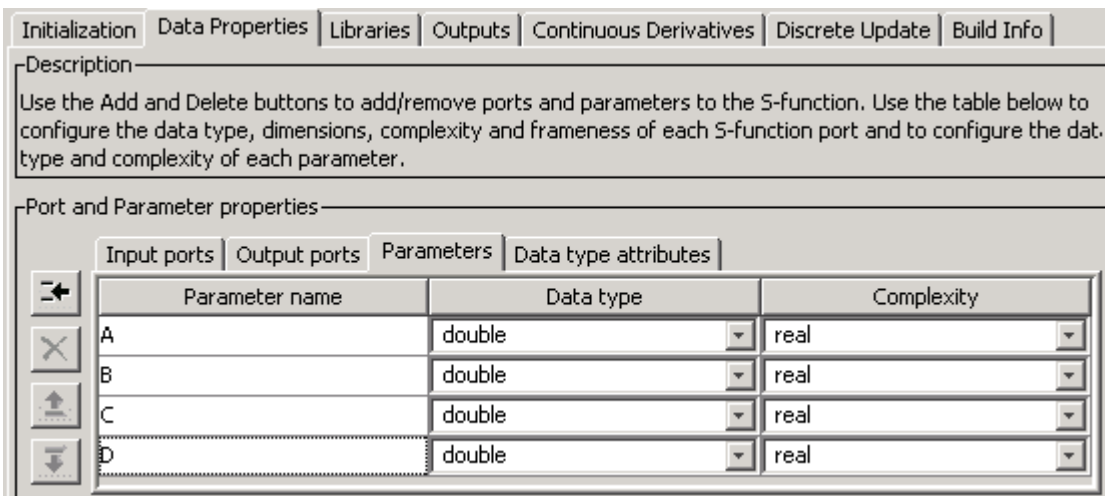 Initialization Data Properties Libraries Outputs Continuous Derivatives Discrete Update Build Info
Description
Use the Add and Delete buttons to add/remove ports and parameters to the S-function. Use the table below to
configure the data type, dimensions, complexity and frameness of each S-function port and to configure the dat
type and complexity of each parameter.
Port and Parameter properties
Input ports Output ports Parameters Data type attributes
Parameter name Data type Complexity
A double real
B double real
C double real
D double real